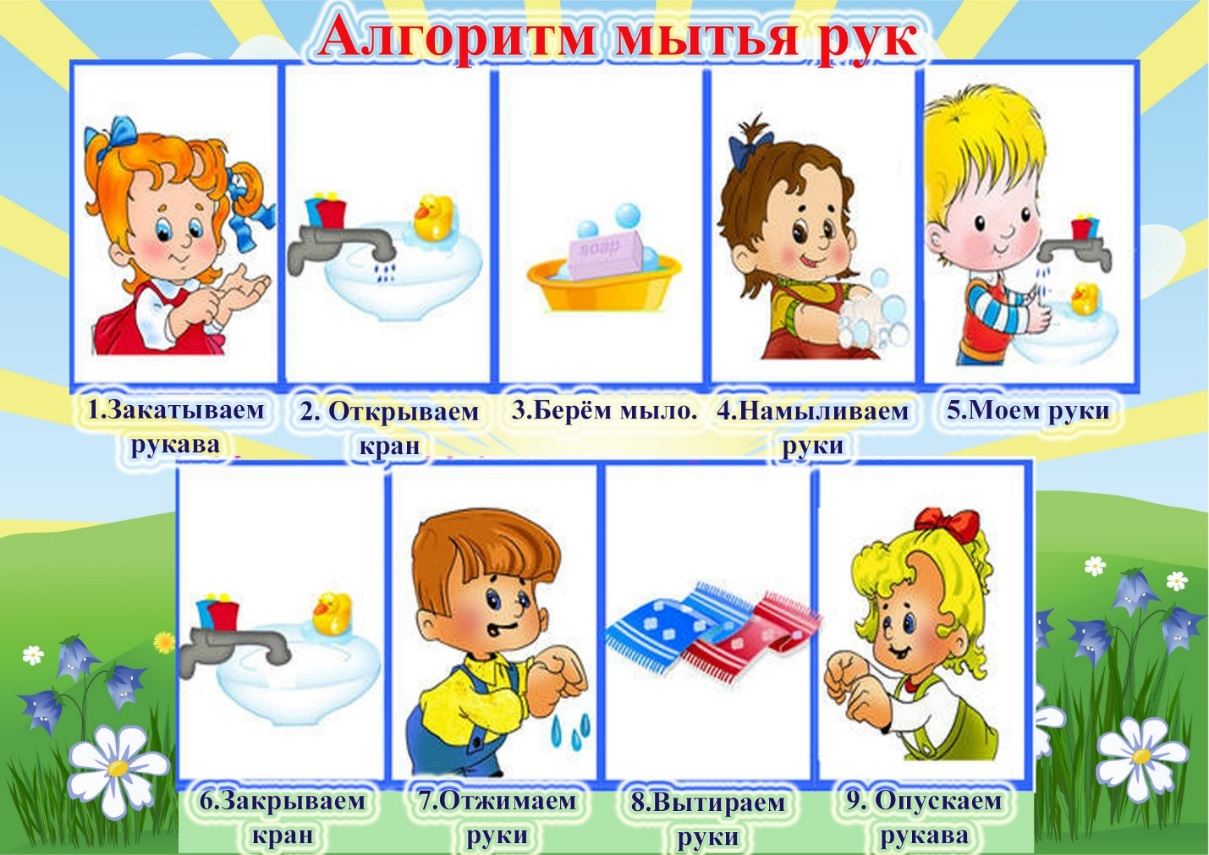 Алгоритм мытья рук
soap
1.Закатываем
рукава
2. Открываем
кран
3.Берём мыло.
4.Намыливаем
руки
5.Моем руки
6.Закрываем
кран
7.Отжимаем
руки
8.Вытираем
руки
9. Опускаем
рукава